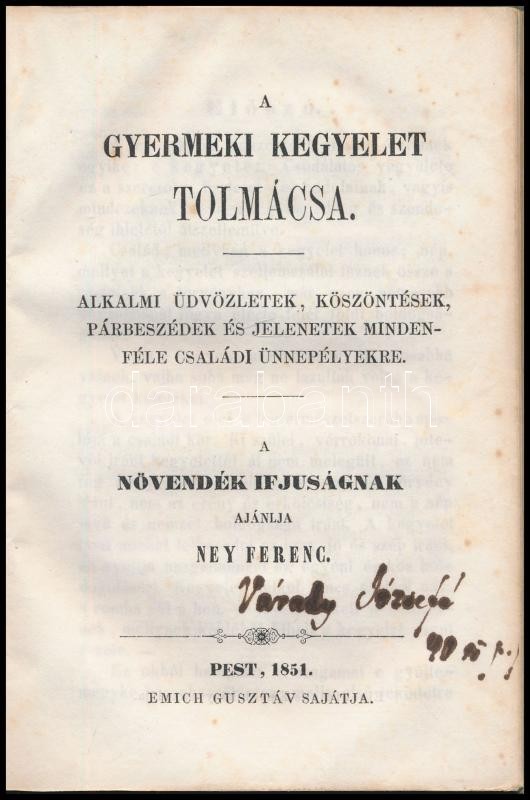 A
GYERMEKI KEGYELET
TOLMÁCSA.
ALKALMI ÜDVÖZLETEK, KÖSZÖNTÉSEK,
PÁRBESZÉDEK ÉS JELENETEK MINDEN-
FÉLE CSALÁDI ÜNNEPÉLYEKRE.
darabanth
A
NÖVENDÉK IFJUSÁGNAK
AJÁNLJA
NEY FERENC.
Várady Józsefé
PEST, 1851.
EMICH GUSZTÁV SAJÁTJA.